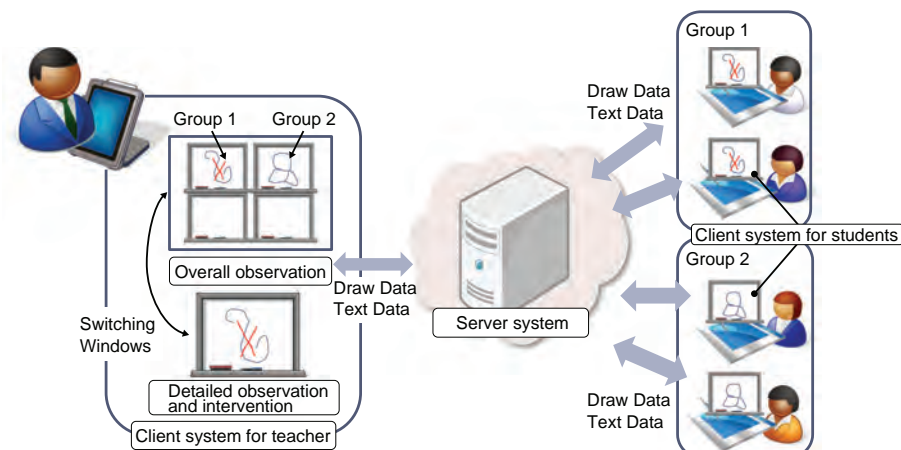 Group 1
Group 2
Overall observation
Switching
Windows
Detailed observation
and intervention
Client system for teacher
Draw Data
Text Data
Server system
Draw Data
Text Data
Group 1
Client system for students
Group 2
Draw Data
Text Data